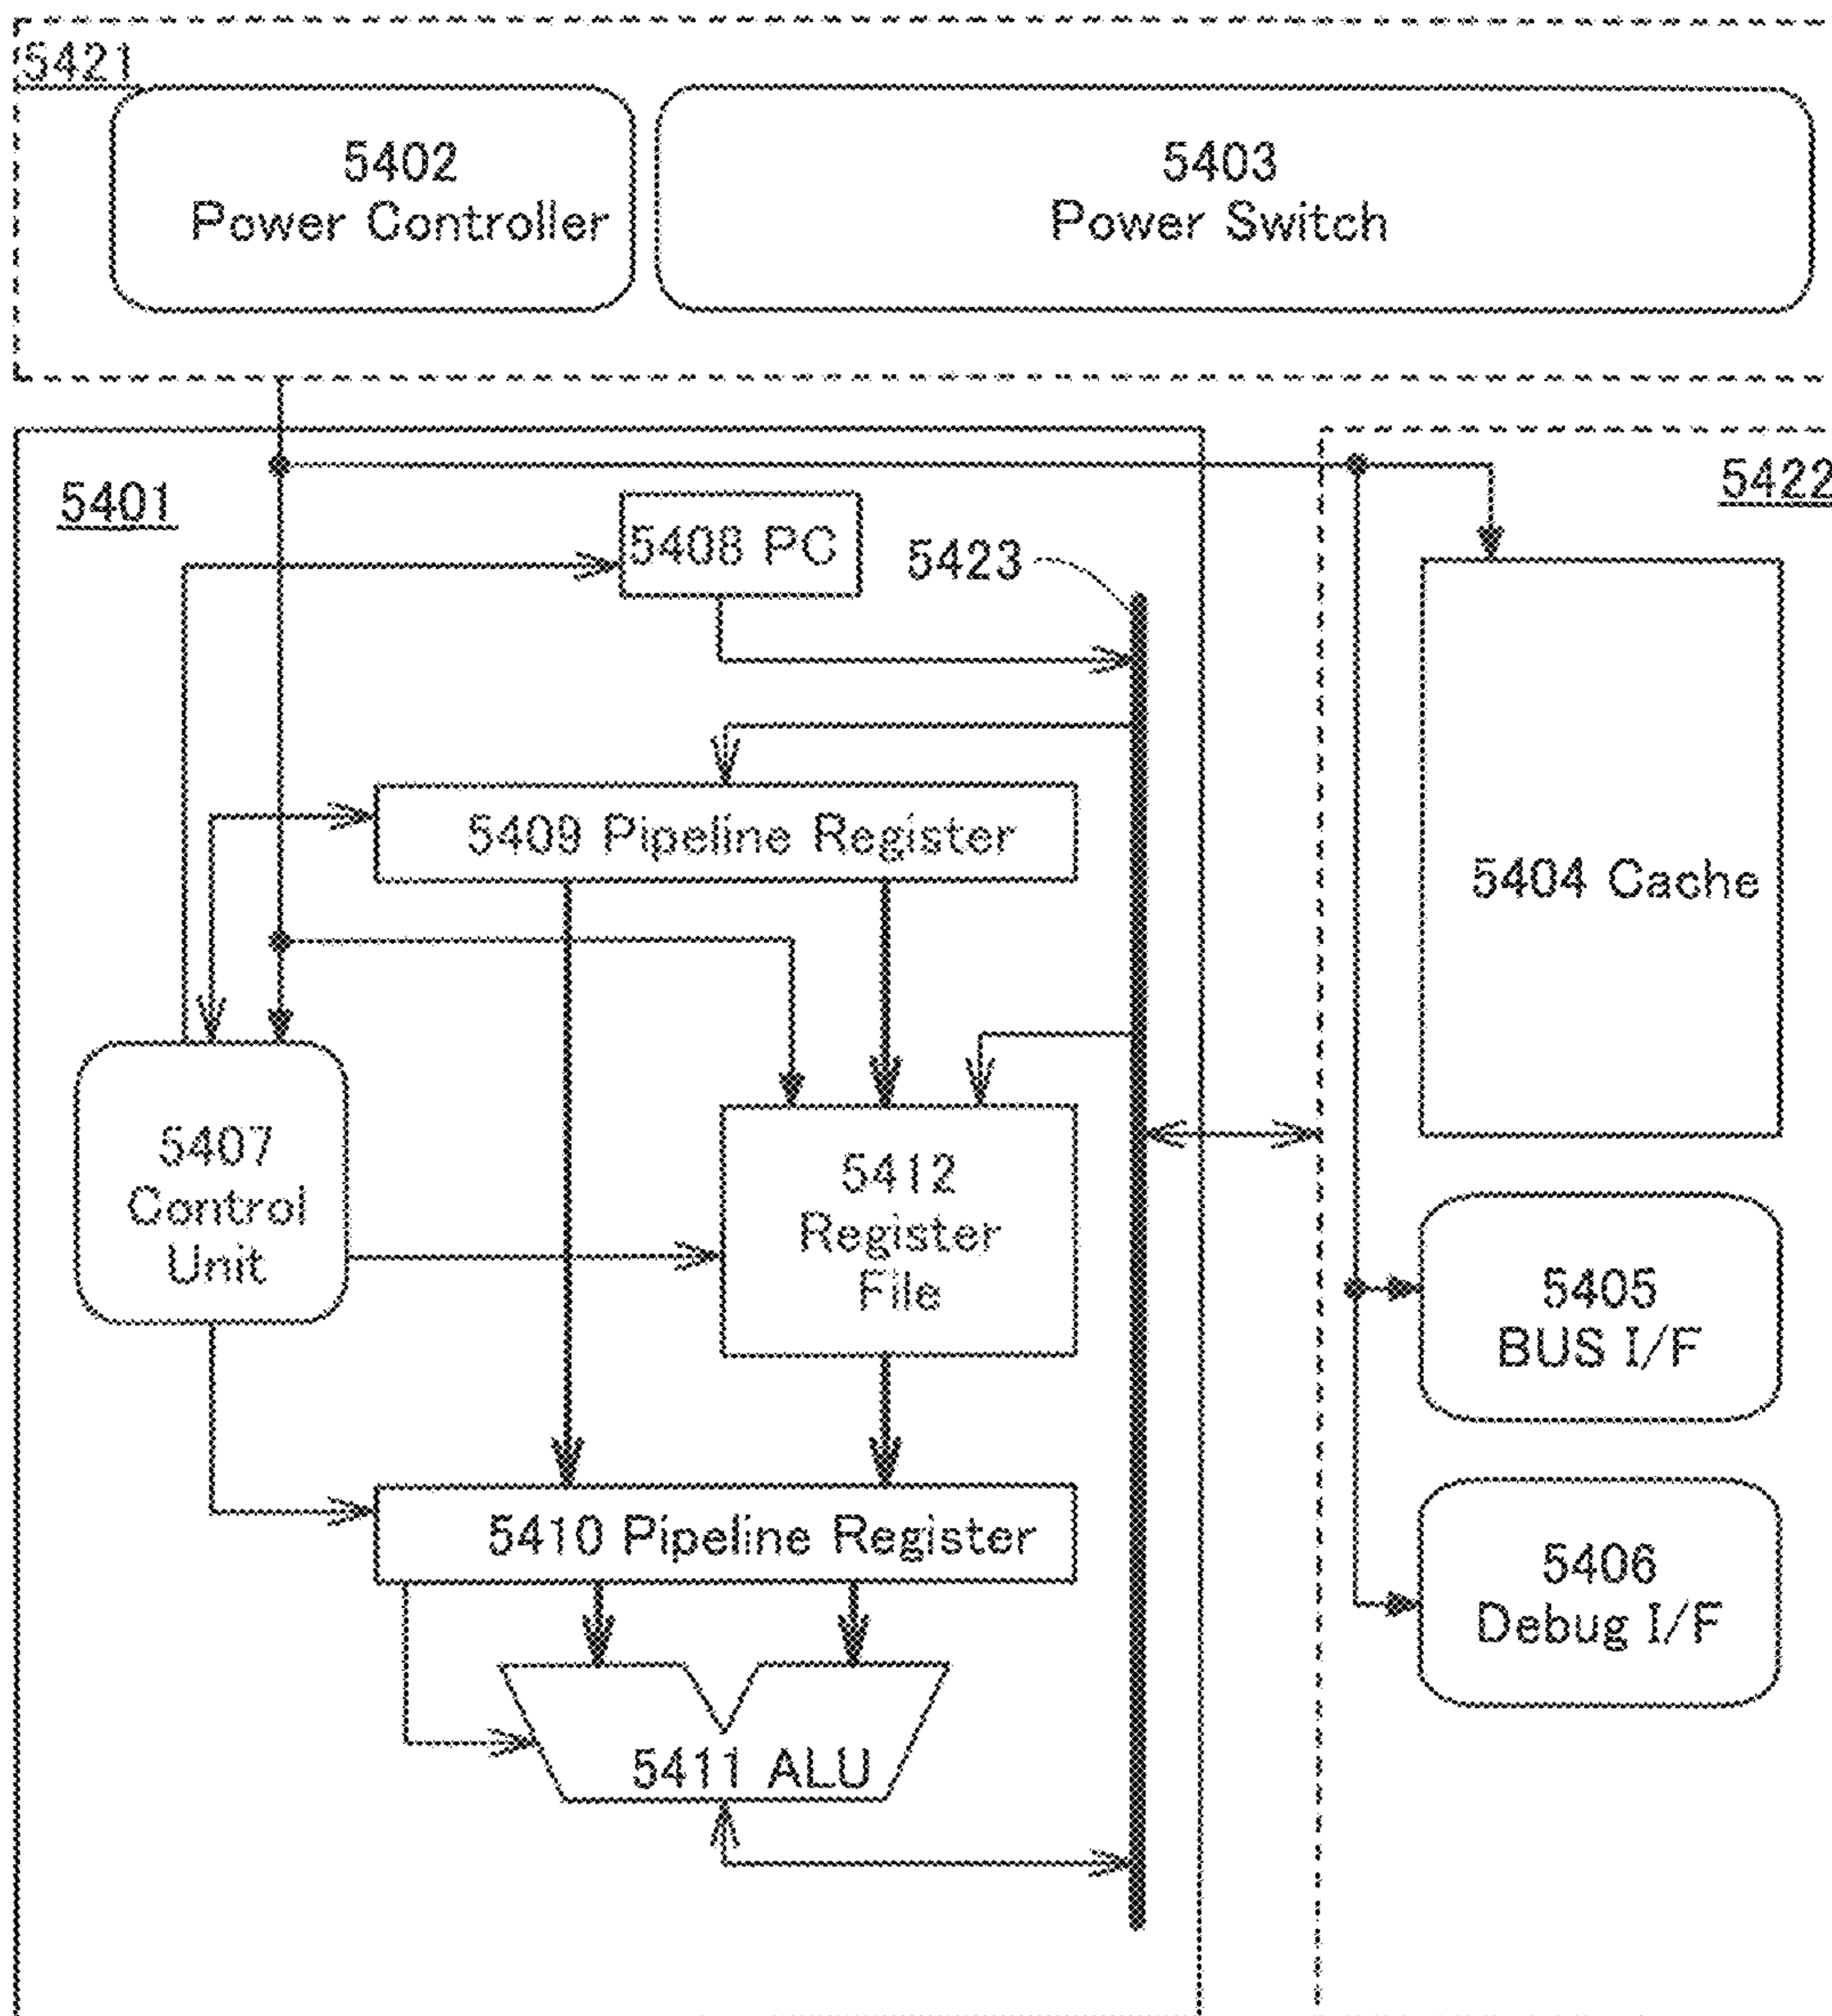 5421
5402
Power Controller
5403
Power Switch
5401
5422
5408 PC
5423
5409 Pipeline Register
5404 Cache
5407
Control
Unit
5412
Register
File
5405
BUS I/F
5410 Pipeline Register
5406
Debug I/F
5411 ALU